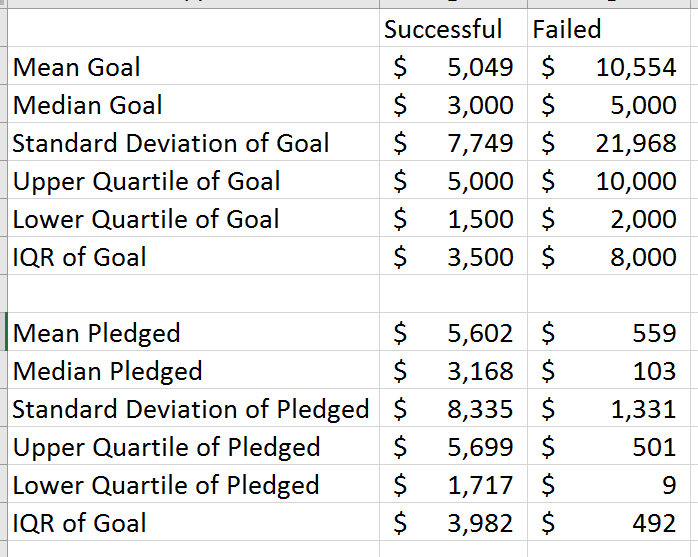 Successful Failed
Mean Goal $ 5,049 $ 10,554
Median Goal $ 3,000 $ 5,000
Standard Deviation of Goal $ 7,749 $ 21,968
Upper Quartile of Goal $ 5,000 $ 10,000
Lower Quartile of Goal $ 1,500 $ 2,000
IQR of Goal $ 3,500 $ 8,000
Mean Pledged $ 5,602 $ 559
Median Pledged $ 3,168 $ 103
Standard Deviation of Pledged $ 8,335 $ 1,331
Upper Quartile of Pledged $ 5,699 $ 501
Lower Quartile of Pledged $ 1,717 $ 9
IQR of Goal $ 3,982 $ 492